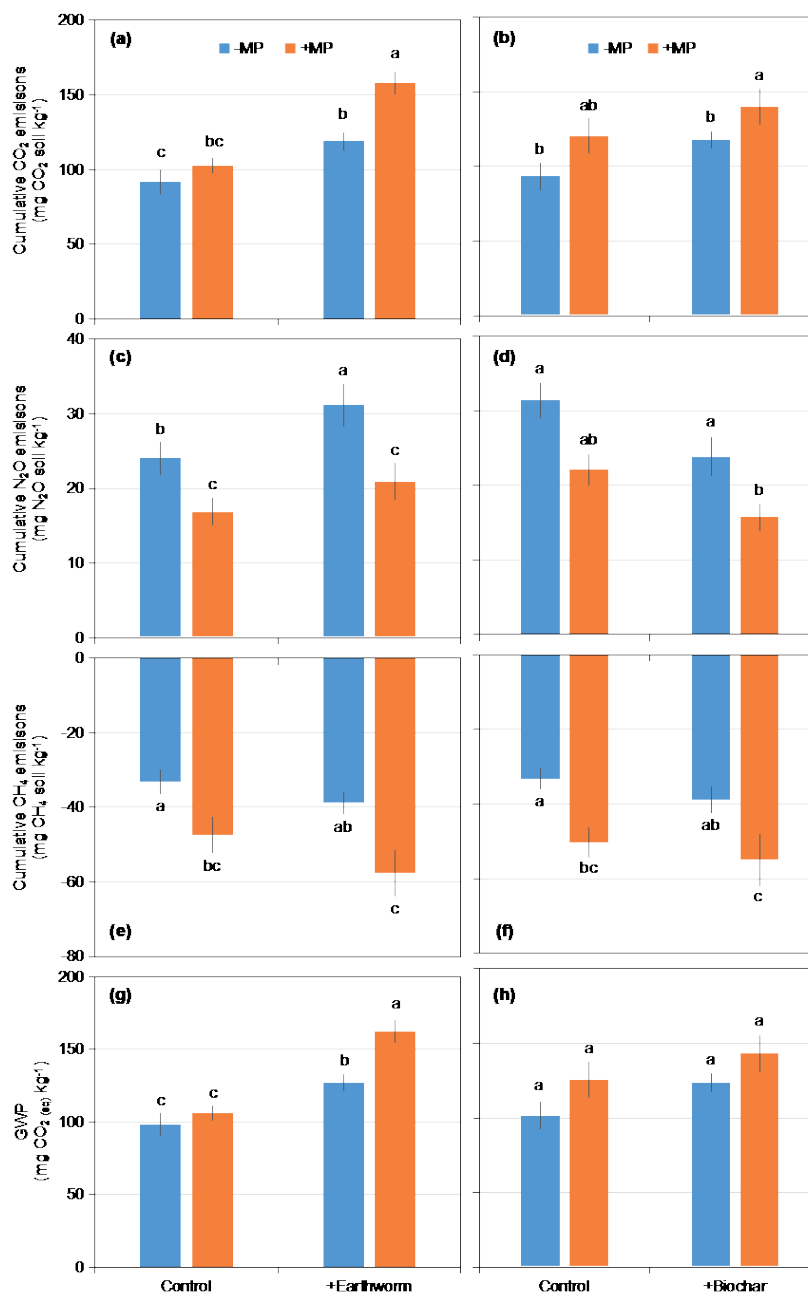 (a)
-MP +MP
a
b
bc
c
Cumulative CO₂ emisisons
(mg CO₂ soil kg⁻¹)
200
150
100
50
0
(b)
-MP +MP
a
ab
b
b
(c)
a
b
c
c
Cumulative N₂O emisisons
(mg N₂O soil kg⁻¹)
40
30
20
10
0
(d)
a
a
ab
b
Cumulative CH₄ emisisons
(mg CH₄ soil kg⁻¹)
0
-20
-40
-60
-80
a
ab
bc
c
(e)
a
ab
bc
c
(f)
(g)
a
b
c c
GWP
(mg CO₂ (eq) kg⁻¹)
200
150
100
50
0
(h)
a
a
a
a
Control +Earthworm
Control +Biochar